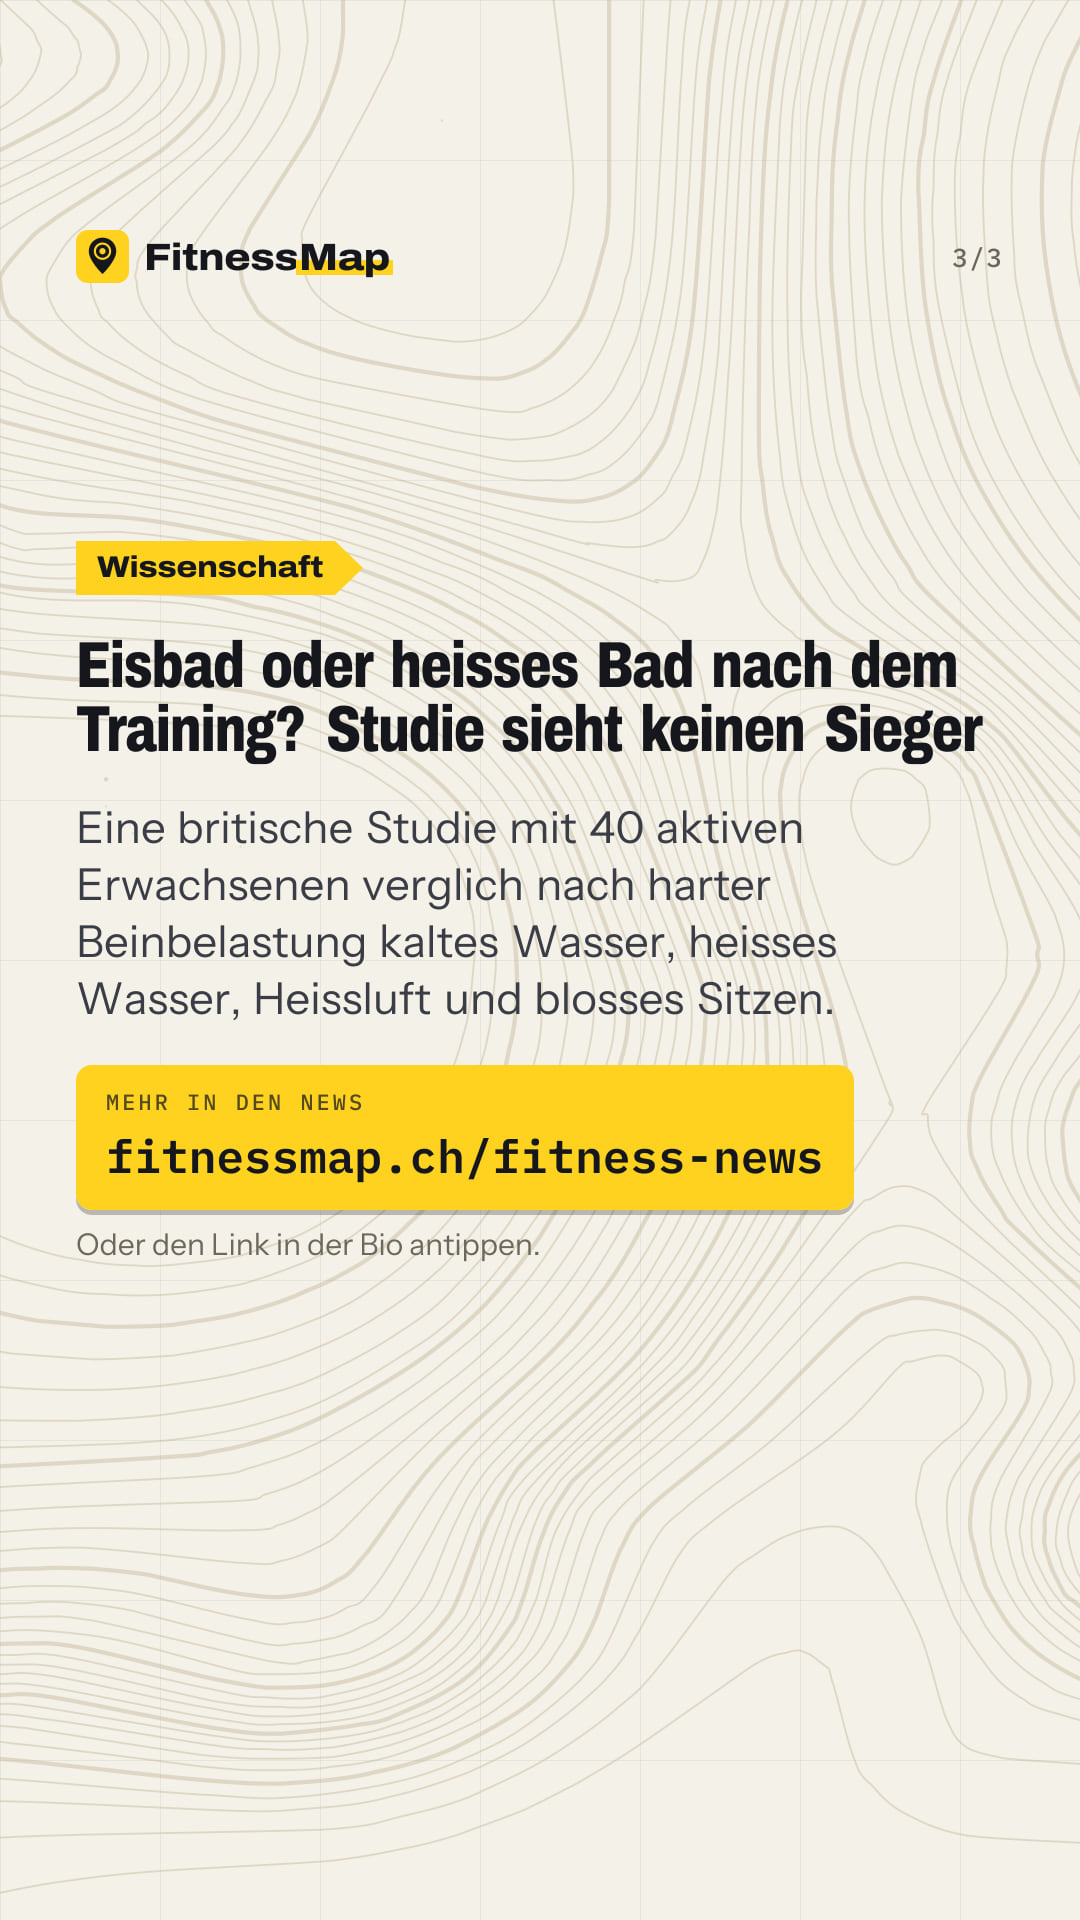 FitnessMap
3/3
Wissenschaft
Eisbad oder heisses Bad nach dem
Training? Studie sieht keinen Sieger
Eine britische Studie mit 40 aktiven
Erwachsenen verglich nach harter
Beinbelastung kaltes Wasser, heisses
Wasser, Heissluft und blosses Sitzen.
MEHR IN DEN NEWS
fitnessmap.ch/fitness-news
Oder den Link in der Bio antippen.